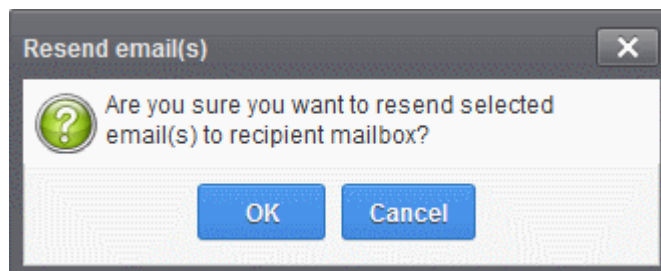 Resend email(s)
Are you sure you want to resend selected
email(s) to recipient mailbox?
OK Cancel